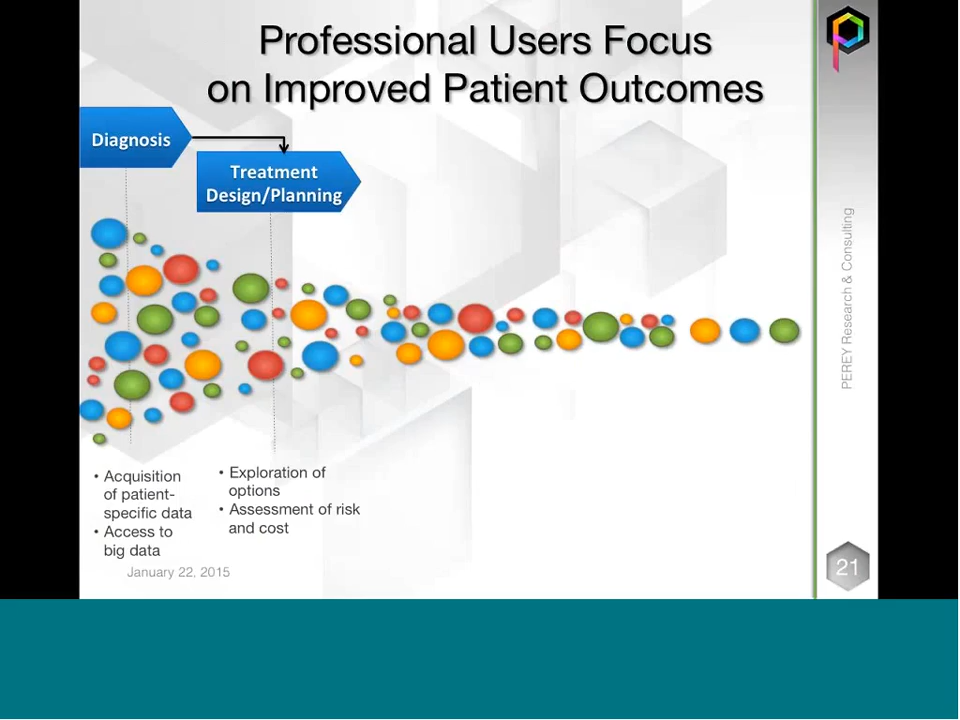 Professional Users Focus
on Improved Patient Outcomes
Diagnosis
Treatment
Design/Planning
• Acquisition
of patient-
specific data
• Access to
big data
• Exploration of
options
• Assessment of risk
and cost
January 22, 2015
PEREY Research & Consulting
21